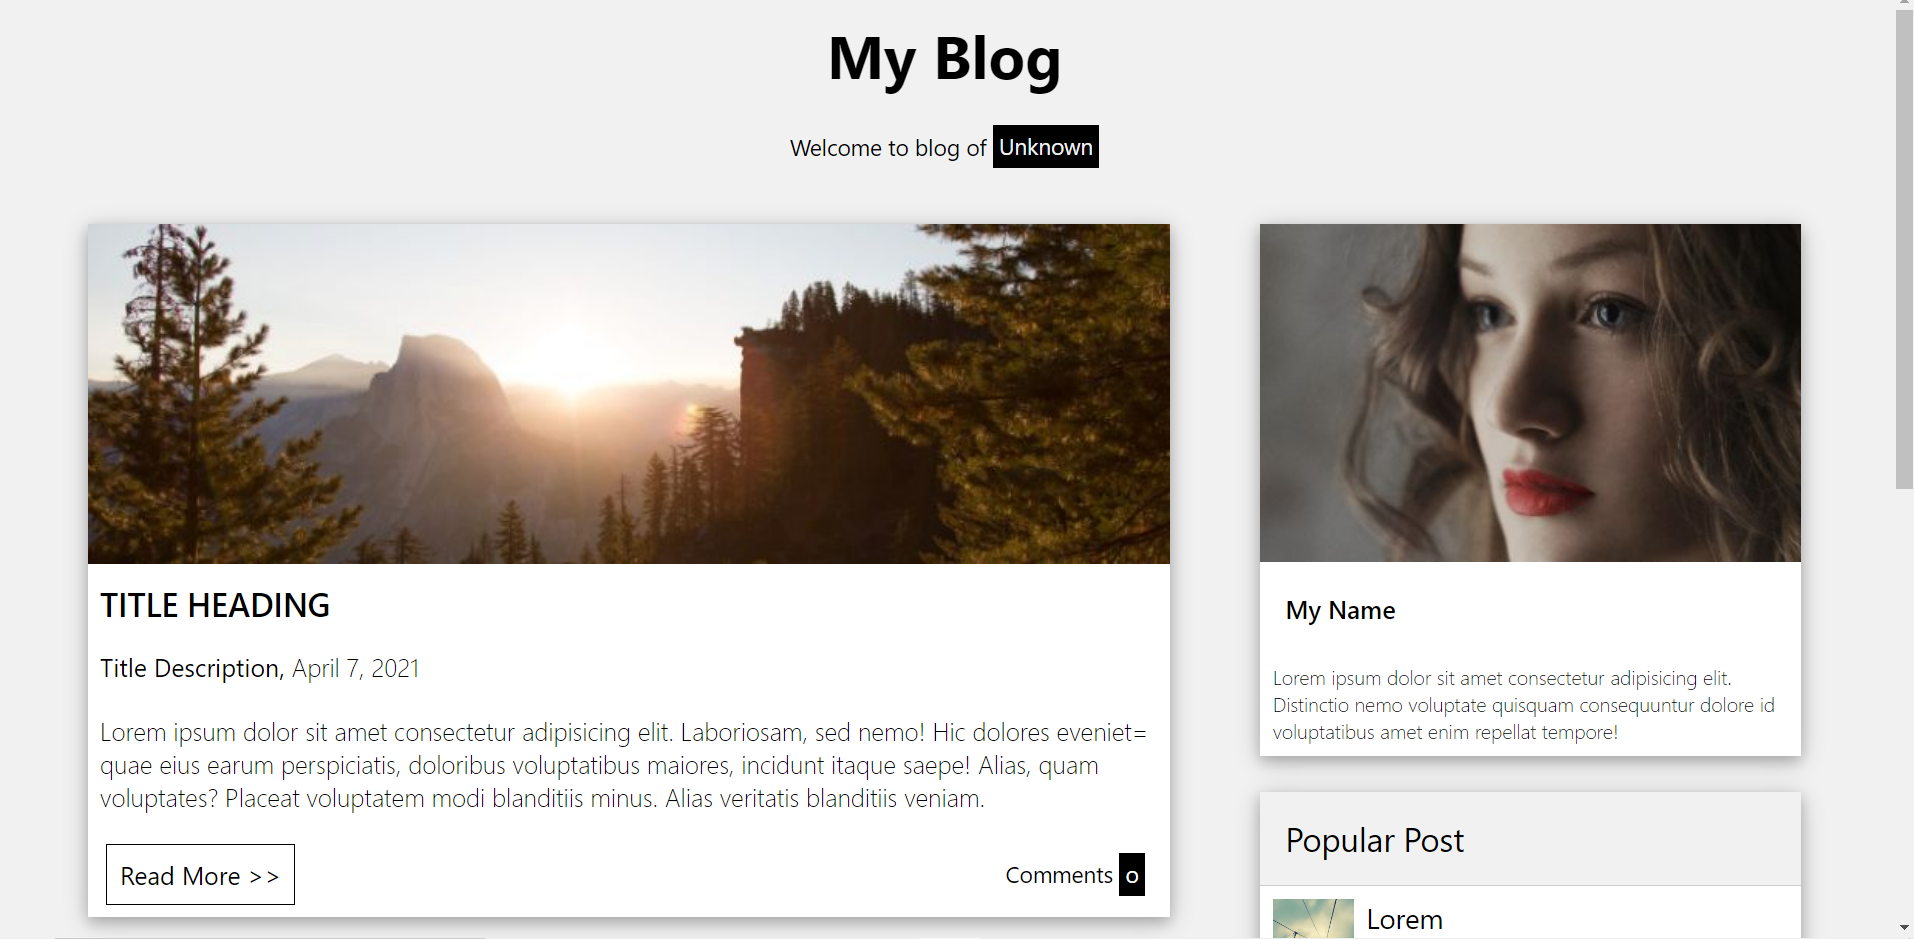 My Blog
Welcome to blog of Unknown
TITLE HEADING
Title Description, April 7, 2021
Lorem ipsum dolor sit amet consectetur adipisicing elit. Laboriosam, sed nemo! Hic dolores eveniet=
quae eius earum perspiciatis, doloribus voluptatibus maiores, incidunt itaque saepe! Alias, quam
voluptates? Placeat voluptatem modi blanditiis minus. Alias veritatis blanditiis veniam.
Read More >>
Comments o
My Name
Lorem ipsum dolor sit amet consectetur adipisicing elit.
Distinctio nemo voluptate quisquam consequuntur dolore id
voluptatibus amet enim repellat tempore!
Popular Post
Lorem